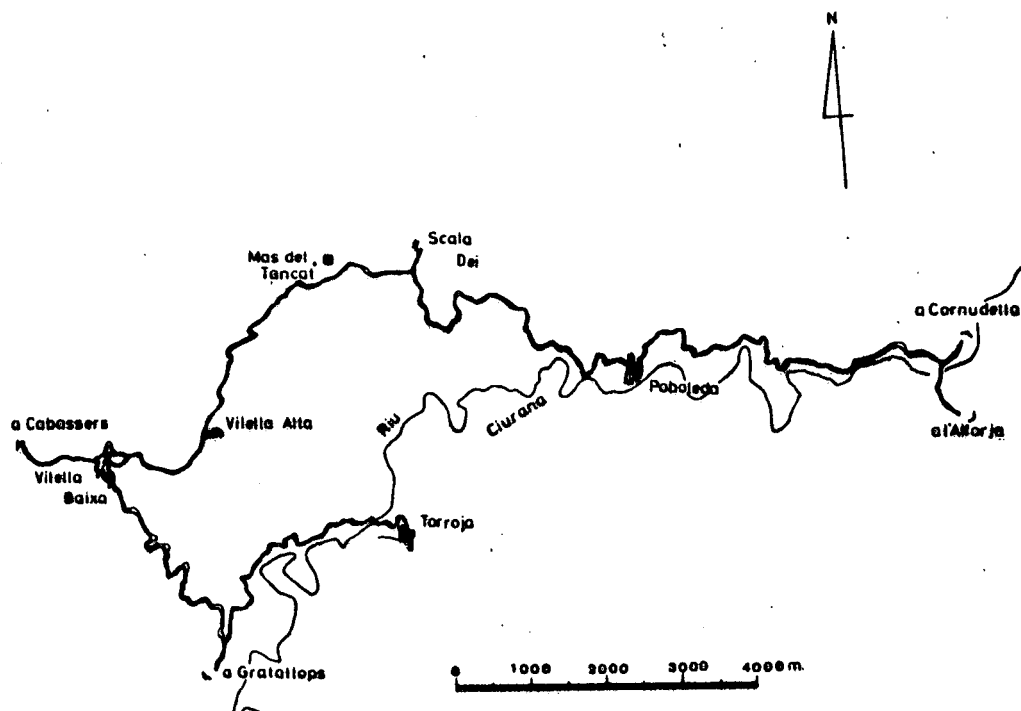 N
Scala
Dei
Mas del
Tancat
a Cornudella
Poboleda
Riu
Ciurana
Vilella Alta
a Cabassers
Vilella
Baixa
a l'Alforja
Torroja
a Gratallops
0 1000 2000 3000 4000 m.